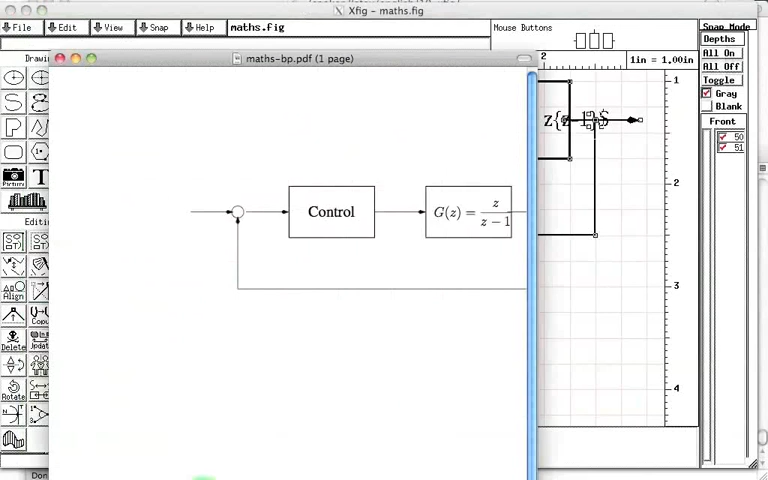 Xfig - maths.fig
File
Edit
View
Snap
Help
maths.fig
Mouse Buttons
Snap Mode
Depths
All On
All Off
Toggle
Gray
Blank
Front
50
51
maths-bp.pdf (1 page)
2
1in = 1.00in
1
2
3
4
Control
G(z) = z / z − 1
Picture
T
Align
Delete
Rotate
Don